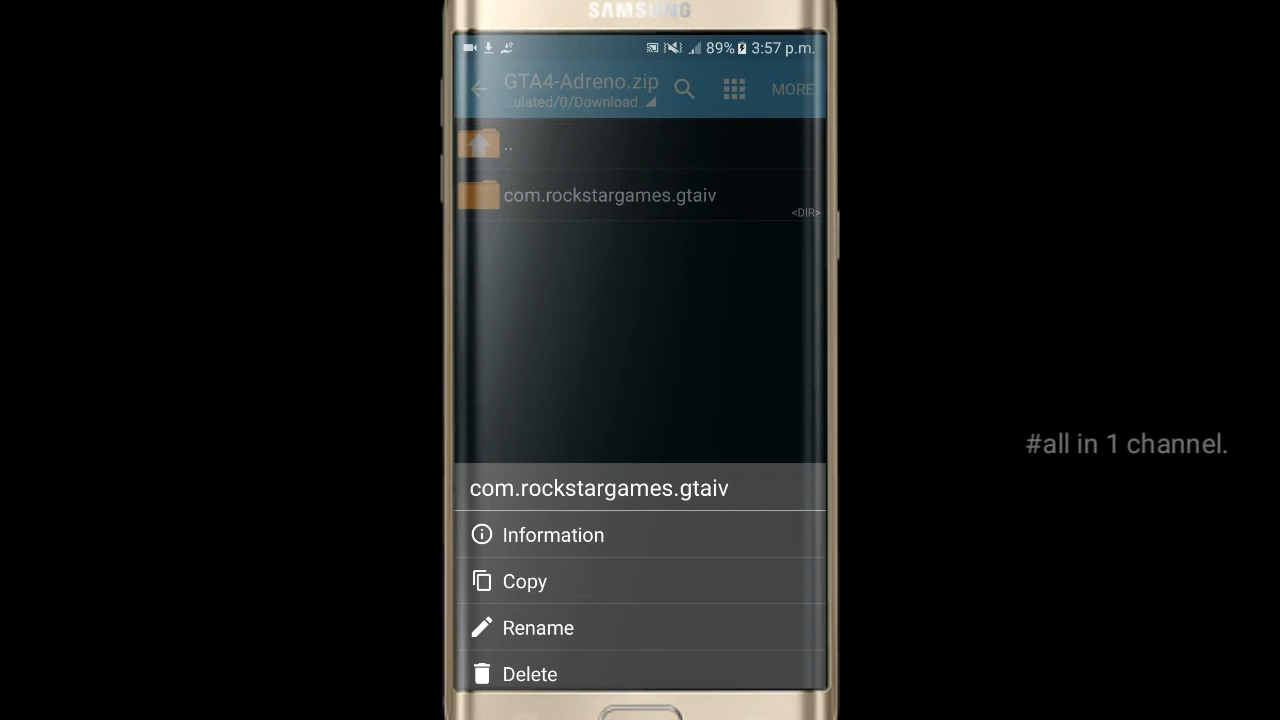 SAMSUNG
89% 3:57 p.m.
GTA4-Adreno.zip
...ulated/0/Download
MORE
..
com.rockstargames.gtaiv
<DIR>
#all in 1 channel.
com.rockstargames.gtaiv
Information
Copy
Rename
Delete